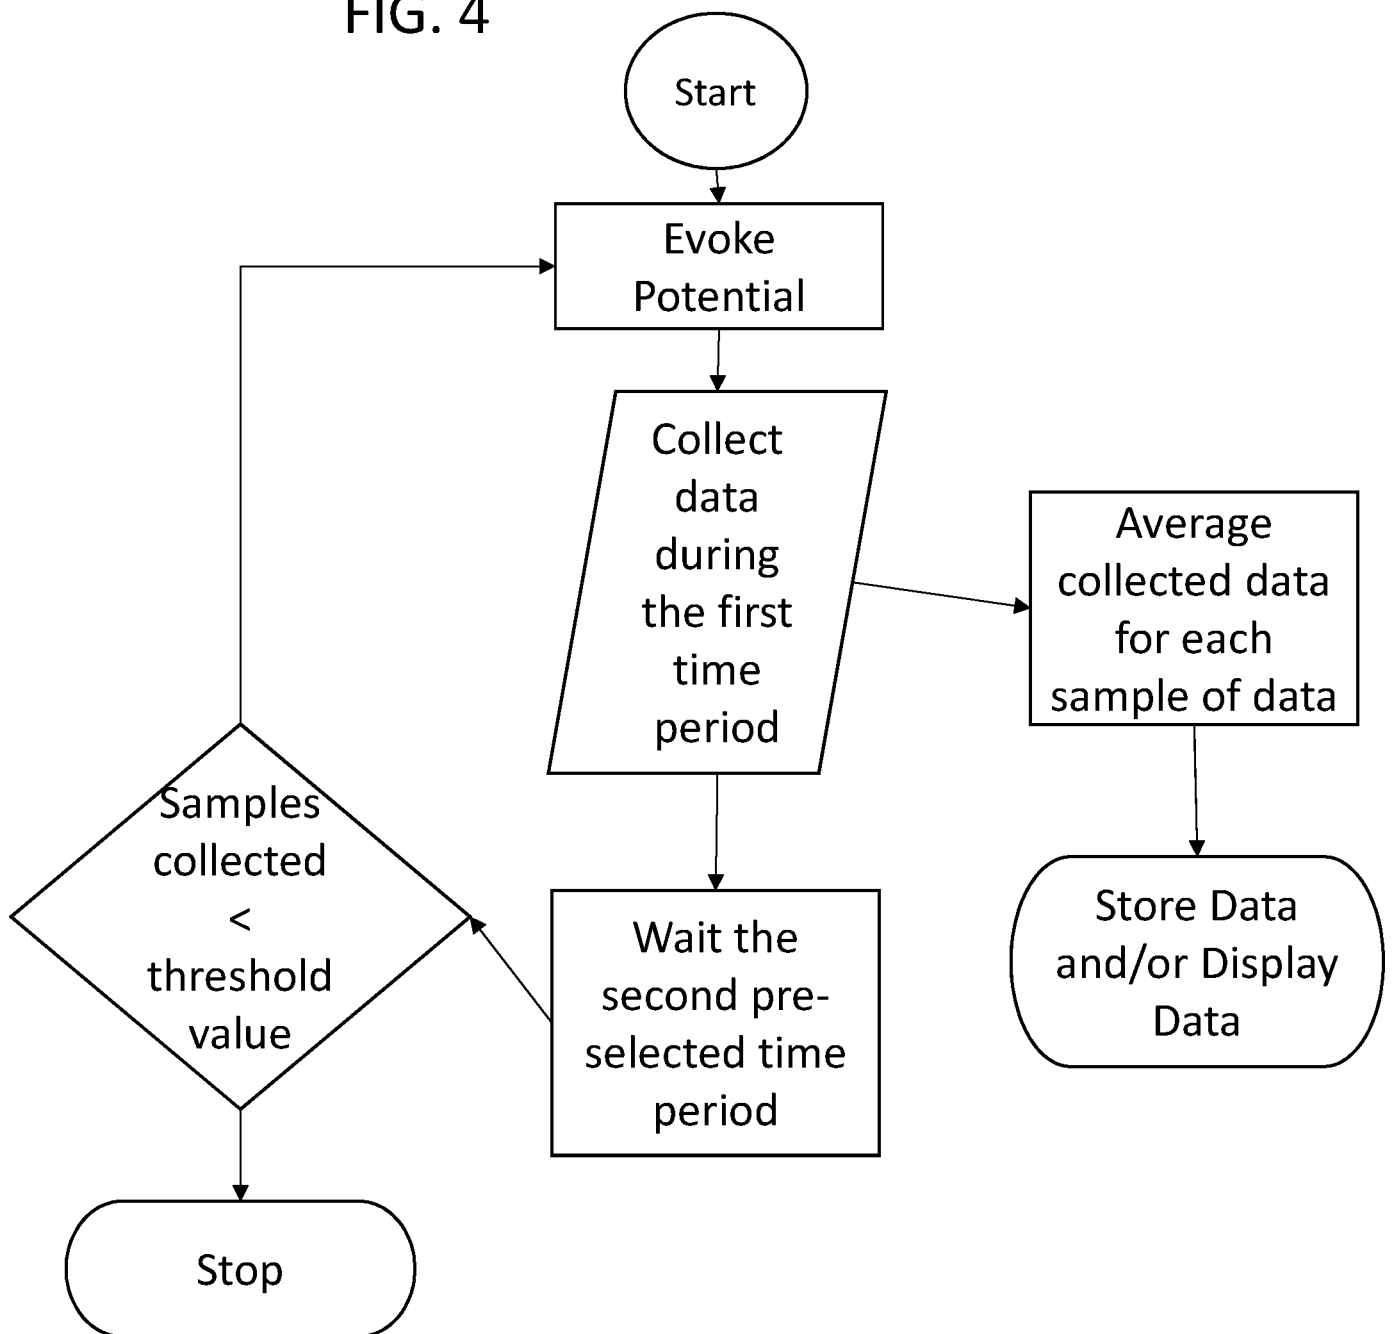 FIG. 4
Start
Evoke
Potential
Collect
data
during
the first
time
period
Average
collected data
for each
sample of data
Samples
collected
<
threshold
value
Wait the
second pre-
selected time
period
Store Data
and/or Display
Data
Stop